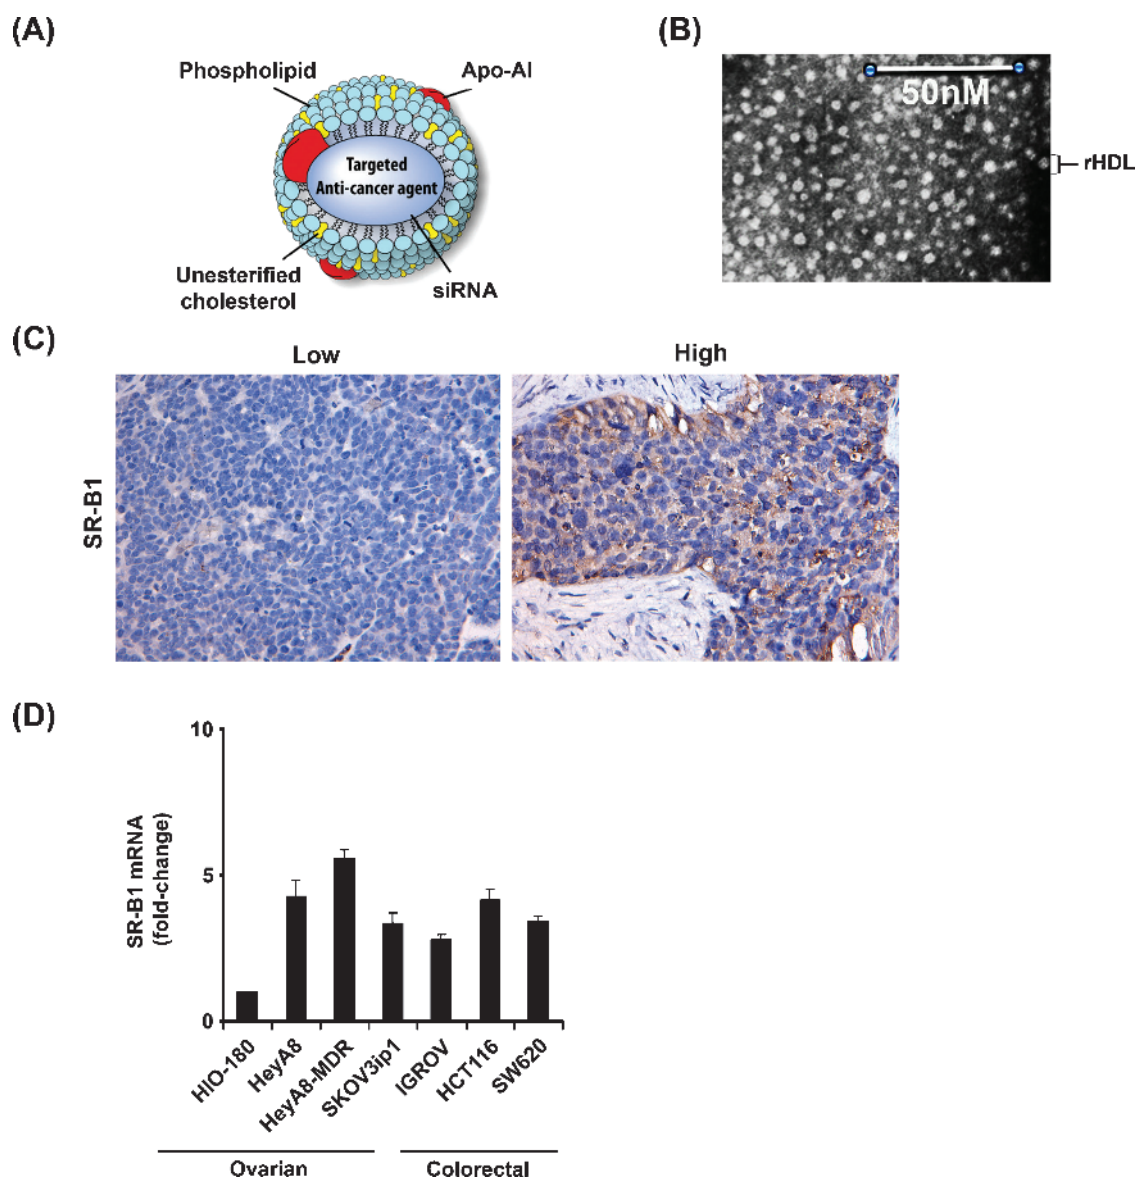 (A)
Phospholipid
Apo-AI
Targeted
Anti-cancer agent
Unesterified
cholesterol
siRNA
(B)
50nM
rHDL
(C)
Low
High
SR-B1
(D)
SR-B1 mRNA
(fold-change)
10
5
0
HIO-180
HeyA8
HeyA8-MDR
SKOV3ip1
IGROV
HCT116
SW620
Ovarian
Colorectal